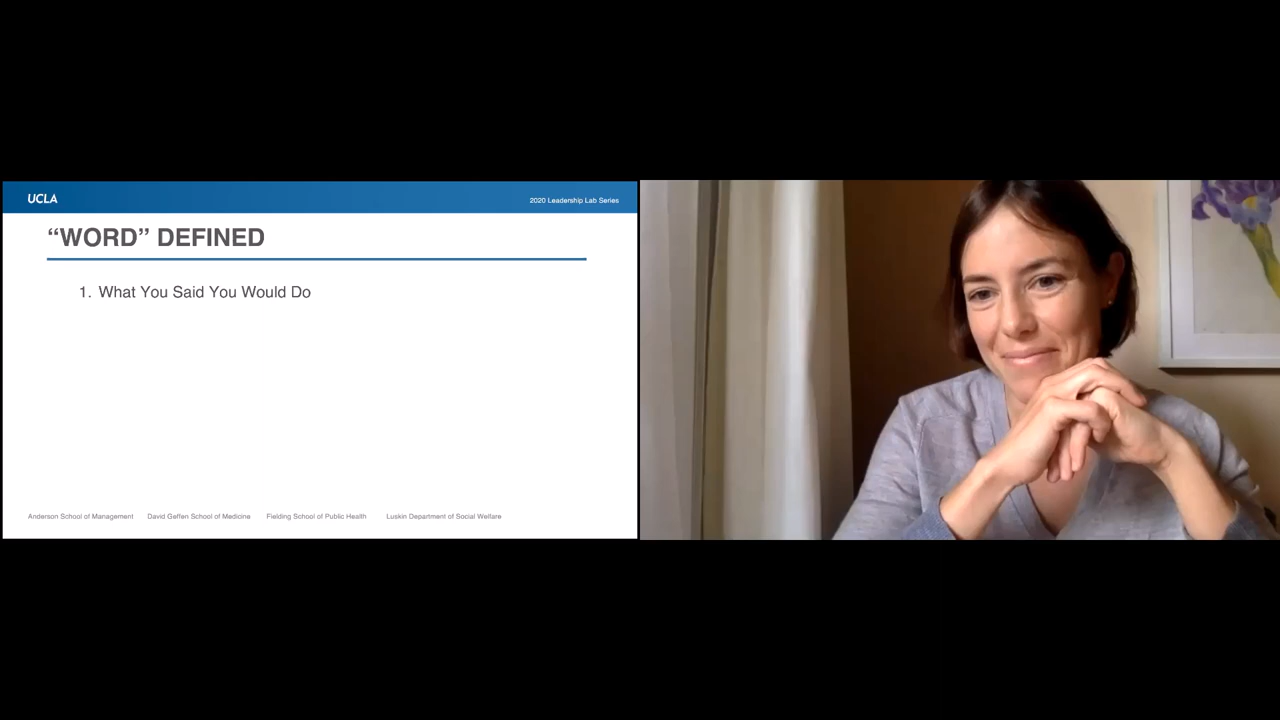 UCLA
2020 Leadership Lab Series
“WORD” DEFINED
1. What You Said You Would Do
Anderson School of Management David Geffen School of Medicine Fielding School of Public Health Luskin Department of Social Welfare